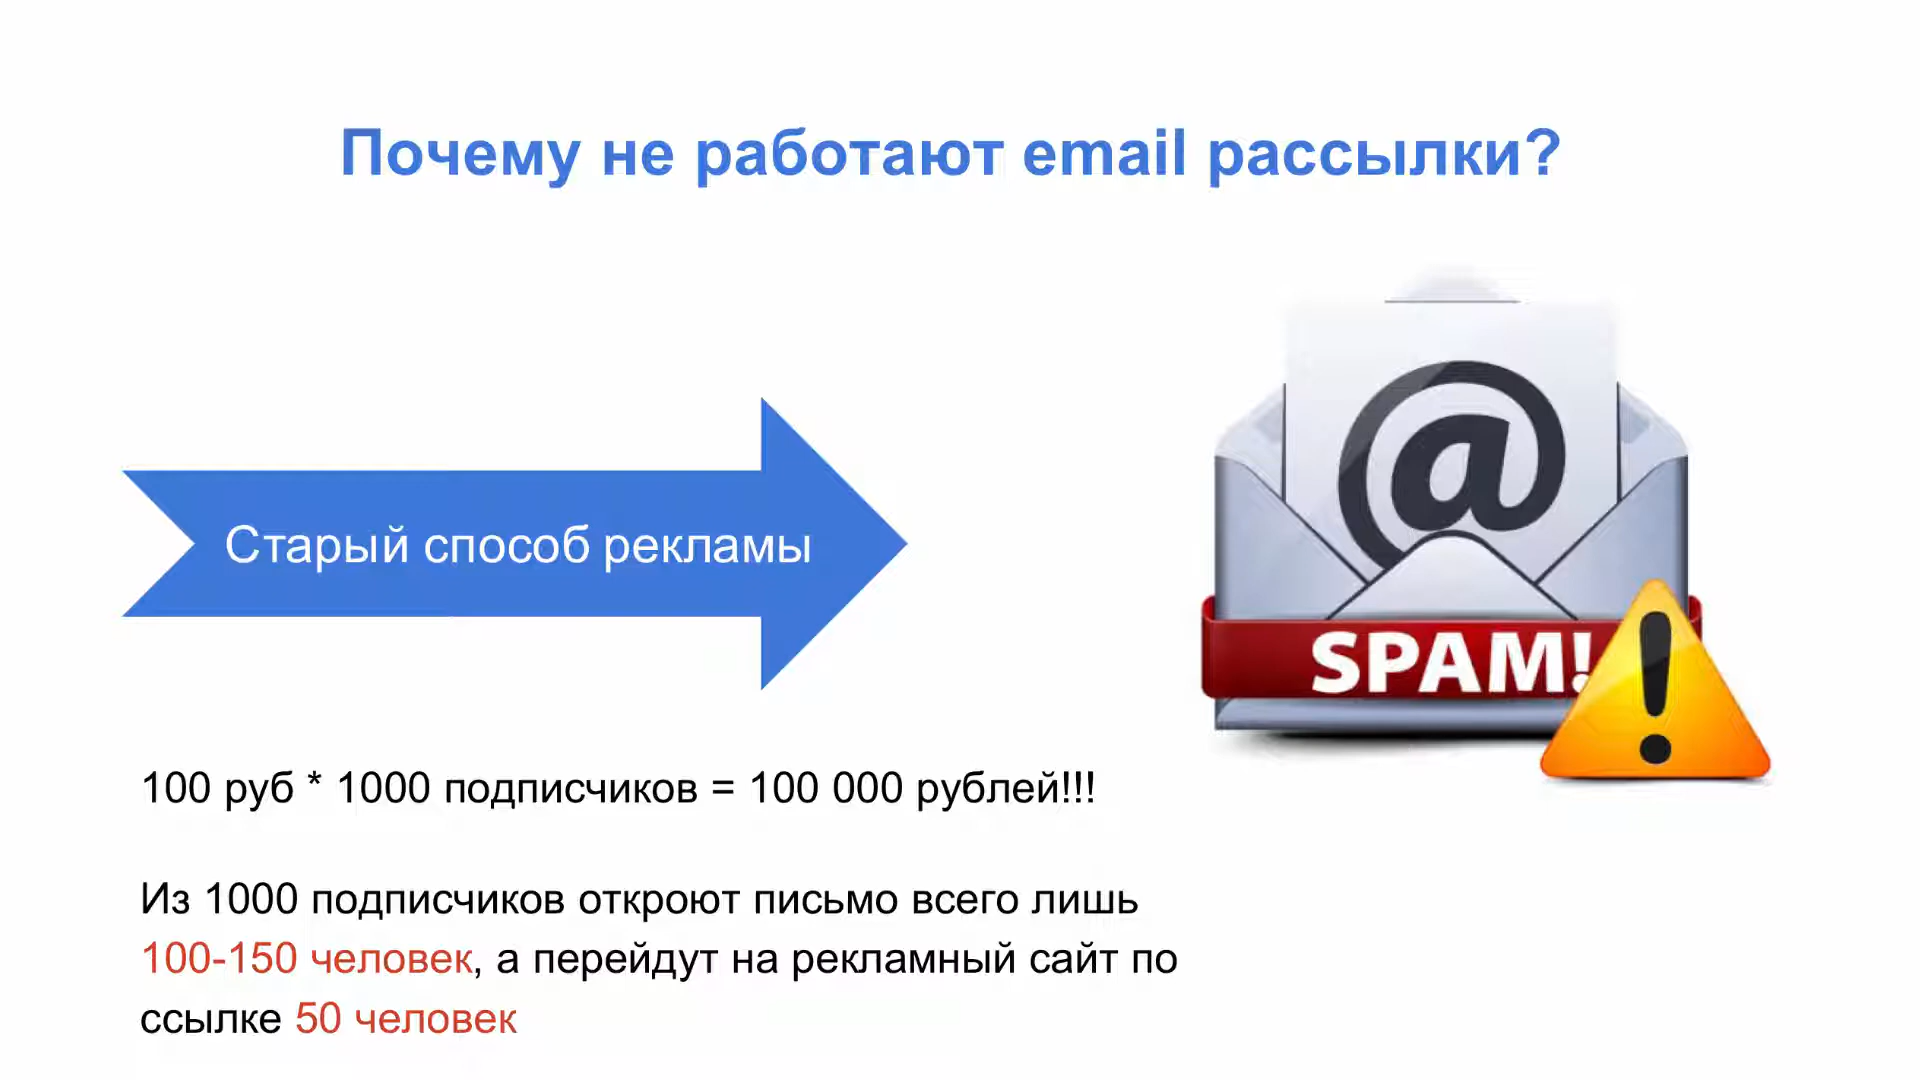 Почему не работают email рассылки?
Старый способ рекламы
@
SPAM!
100 руб * 1000 подписчиков = 100 000 рублей!!!
Из 1000 подписчиков откроют письмо всего лишь
100-150 человек, а перейдут на рекламный сайт по
ссылке 50 человек